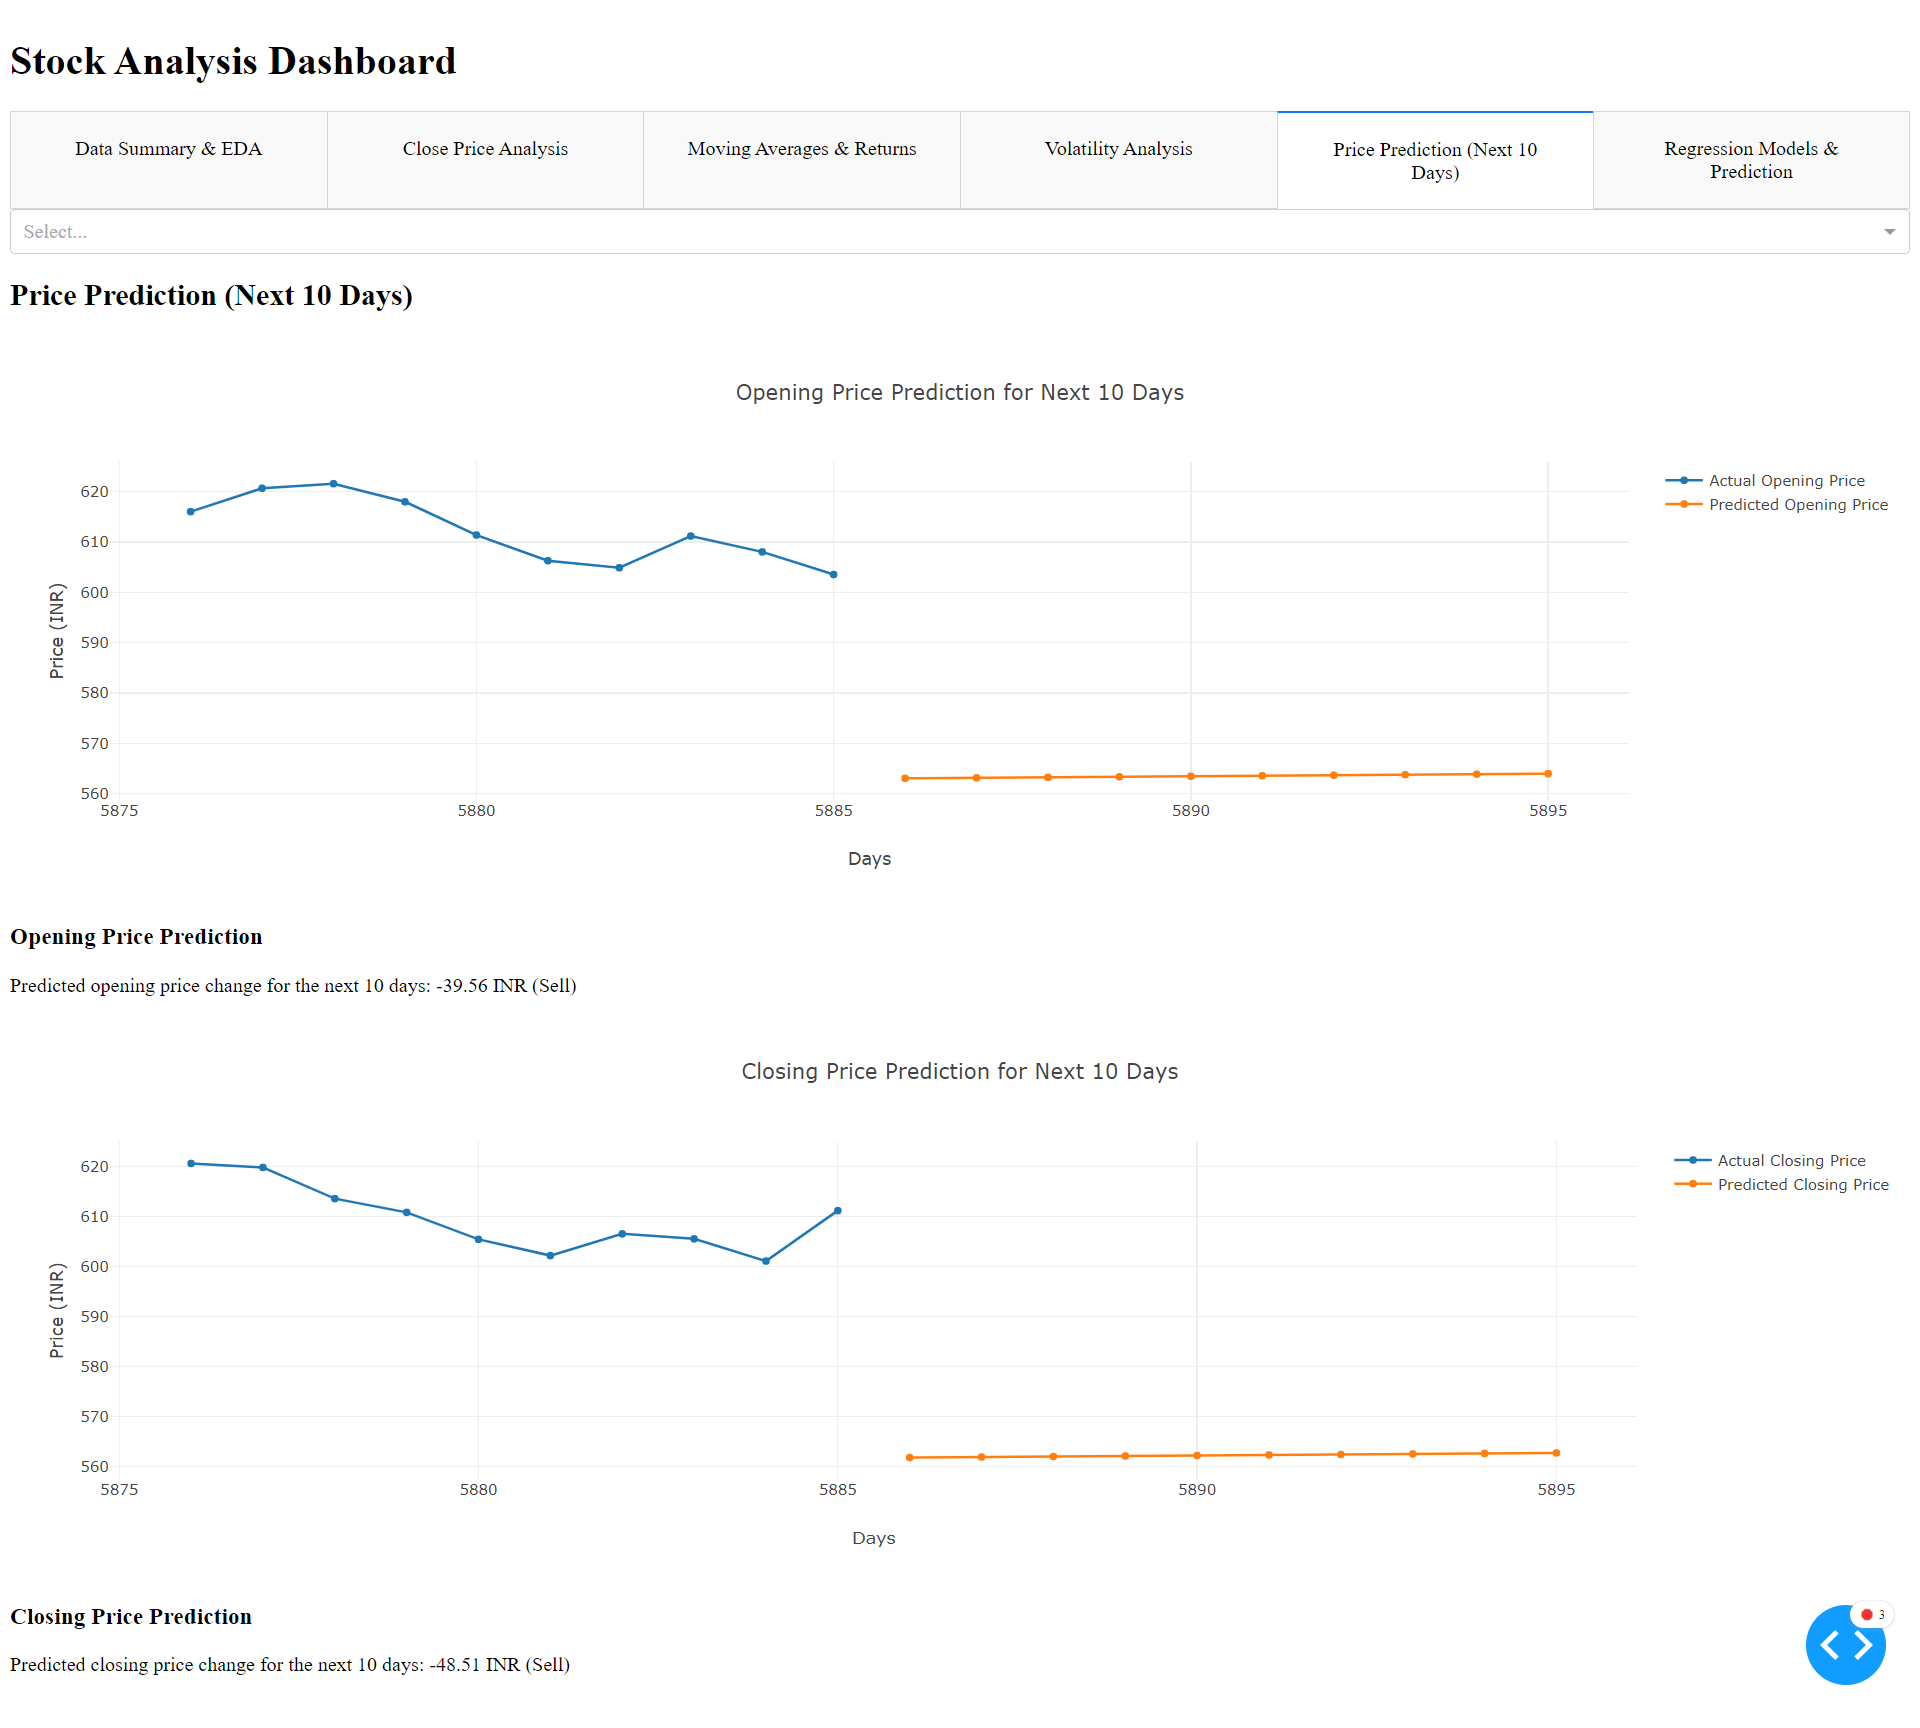 Stock Analysis Dashboard
Data Summary & EDA
Close Price Analysis
Moving Averages & Returns
Volatility Analysis
Price Prediction (Next 10
Days)
Regression Models &
Prediction
Select...
Price Prediction (Next 10 Days)
Opening Price Prediction for Next 10 Days
Actual Opening Price
Predicted Opening Price
Price (INR)
620
610
600
590
580
570
560
5875
5880
5885
5890
5895
Days
Opening Price Prediction
Predicted opening price change for the next 10 days: -39.56 INR (Sell)
Closing Price Prediction for Next 10 Days
Actual Closing Price
Predicted Closing Price
Price (INR)
620
610
600
590
580
570
560
5875
5880
5885
5890
5895
Days
Closing Price Prediction
Predicted closing price change for the next 10 days: -48.51 INR (Sell)
3